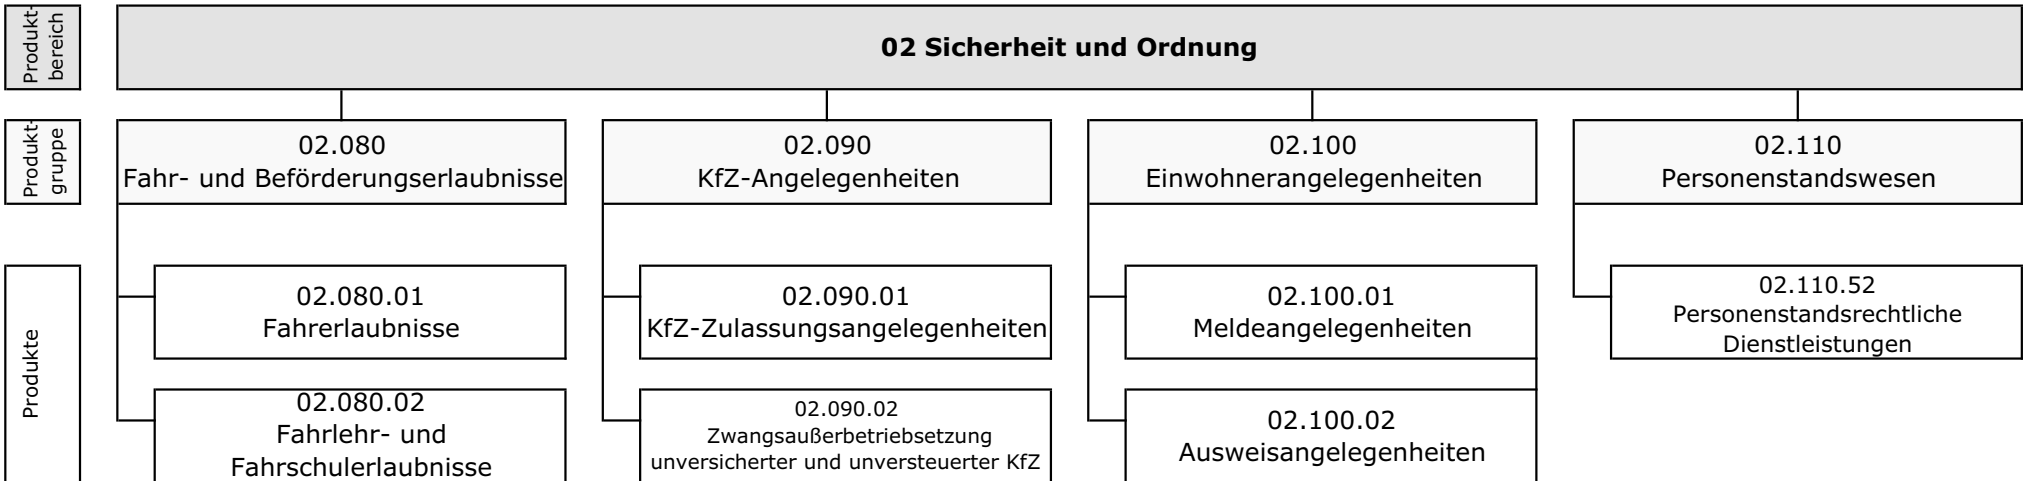 Produkt-
bereich
02 Sicherheit und Ordnung
Produkt-
gruppe
02.080
Fahr- und Beförderungserlaubnisse
02.090
KfZ-Angelegenheiten
02.100
Einwohnerangelegenheiten
02.110
Personenstandswesen
Produkte
02.080.01
Fahrerlaubnisse
02.090.01
KfZ-Zulassungsangelegenheiten
02.100.01
Meldeangelegenheiten
02.110.52
Personenstandsrechtliche
Dienstleistungen
02.080.02
Fahrlehr- und
Fahrschulerlaubnisse
02.090.02
Zwangsaußerbetriebsetzung
unversicherter und unversteuerter KfZ
02.100.02
Ausweisangelegenheiten